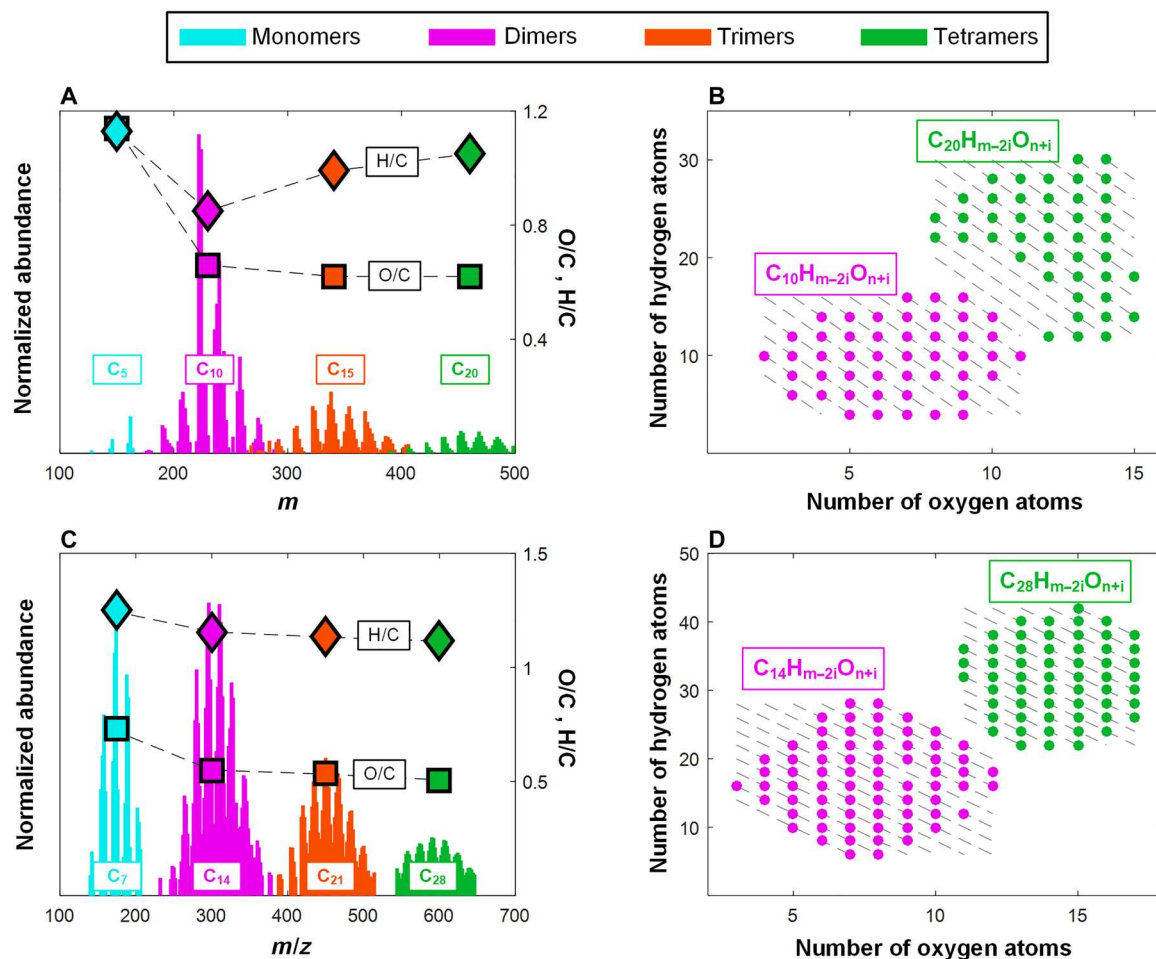 Monomers Dimers Trimers Tetramers
A
Normalized abundance
1.2
0.8
0.4
O/C , H/C
H/C
O/C
C₅ C₁₀ C₁₅ C₂₀
100 200 300 400 500
m
B
Number of hydrogen atoms
30
20
10
0
C₂₀Hₘ₋₂ᵢOₙ₊ᵢ
C₁₀Hₘ₋₂ᵢOₙ₊ᵢ
5 10 15
Number of oxygen atoms
C
Normalized abundance
1.5
1
0.5
O/C , H/C
H/C
O/C
C₇ C₁₄ C₂₁ C₂₈
100 200 300 400 500 600 700
m/z
D
Number of hydrogen atoms
50
40
30
20
10
0
C₂₈Hₘ₋₂ᵢOₙ₊ᵢ
C₁₄Hₘ₋₂ᵢOₙ₊ᵢ
5 10 15
Number of oxygen atoms